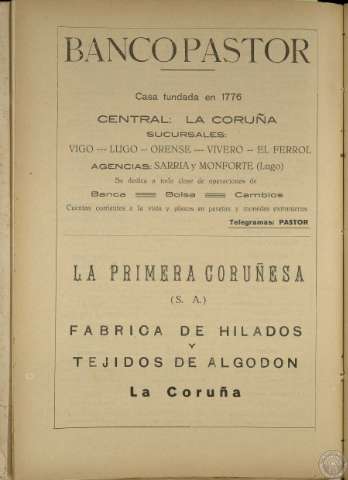 BANCO PASTOR
Casa fundada en 1776
CENTRAL: LA CORUÑA
SUCURSALES:
VIGO — LUGO — ORENSE — VIVERO — EL FERROL
AGENCIAS: SARRIA y MONFORTE (Lugo)
Se dedica a toda clase de operaciones de
Banca Bolsa Cambios
Cuentas corrientes a la vista y plazos en pesetas y monedas extranjeras
Telegramas: PASTOR
LA PRIMERA CORUÑESA
(S. A.)
FABRICA DE HILADOS
Y
TEJIDOS DE ALGODON
La Coruña